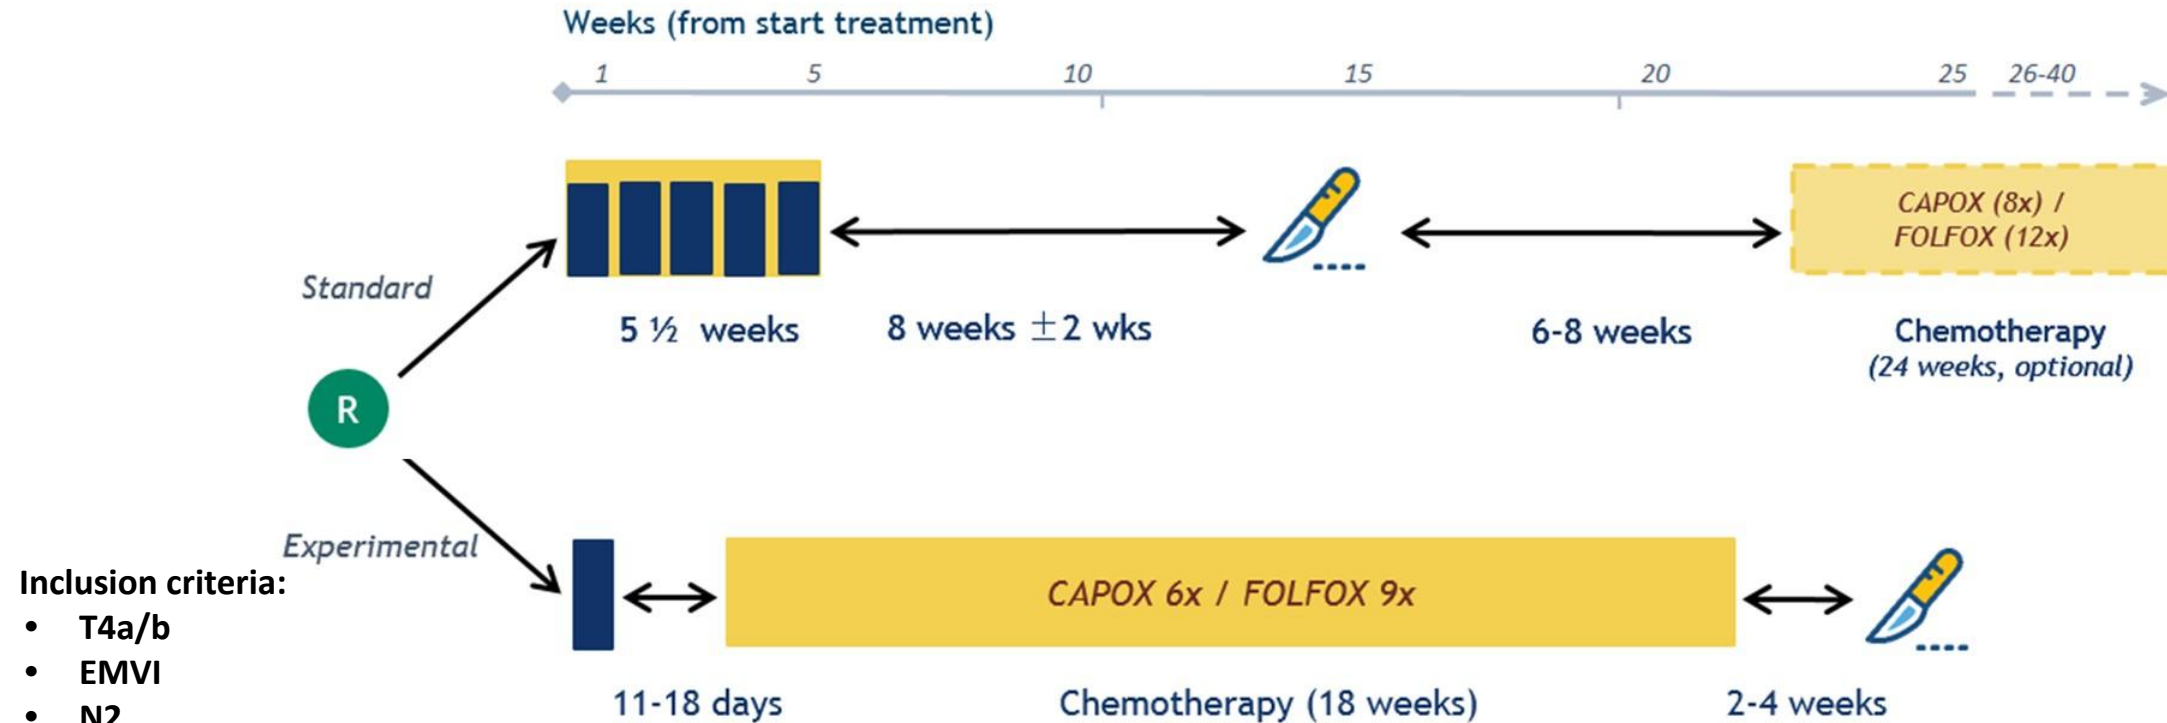 Weeks (from start treatment)
1 5 10 15 20 25 26-40
CAPOX (8x) /
FOLFOX (12x)
Standard
5 ½ weeks 8 weeks ±2 wks 6-8 weeks Chemotherapy
(24 weeks, optional)
R
Experimental
CAPOX 6x / FOLFOX 9x
11-18 days Chemotherapy (18 weeks) 2-4 weeks
Inclusion criteria:
• T4a/b
• EMVI
• N2